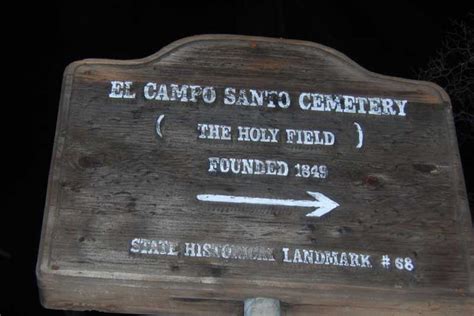 EL CAMPO SANTO CEMETERY
( THE HOLY FIELD )
FOUNDED 1849
STATE HISTORICAL LANDMARK # 68